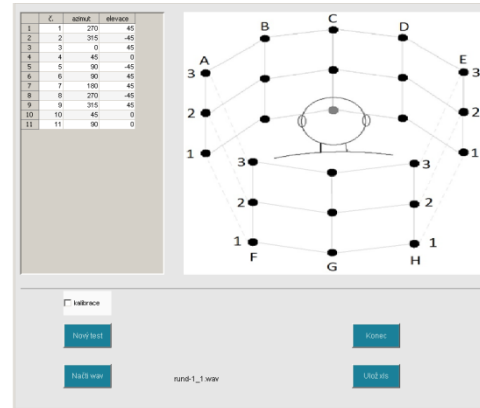 č. azimut elevace
1 1 270 45
2 2 315 -45
3 3 0 45
4 4 45 0
5 5 90 -45
6 6 90 45
7 7 180 45
8 8 270 -45
9 9 315 45
10 10 45 0
11 11 90 0
C
B D
A E
3 3
2 2
1 1
3 3
2 2
1 1
F G H
kalibrace
Nový test Konec
Načti wav rund-1_1.wav Ulož xls